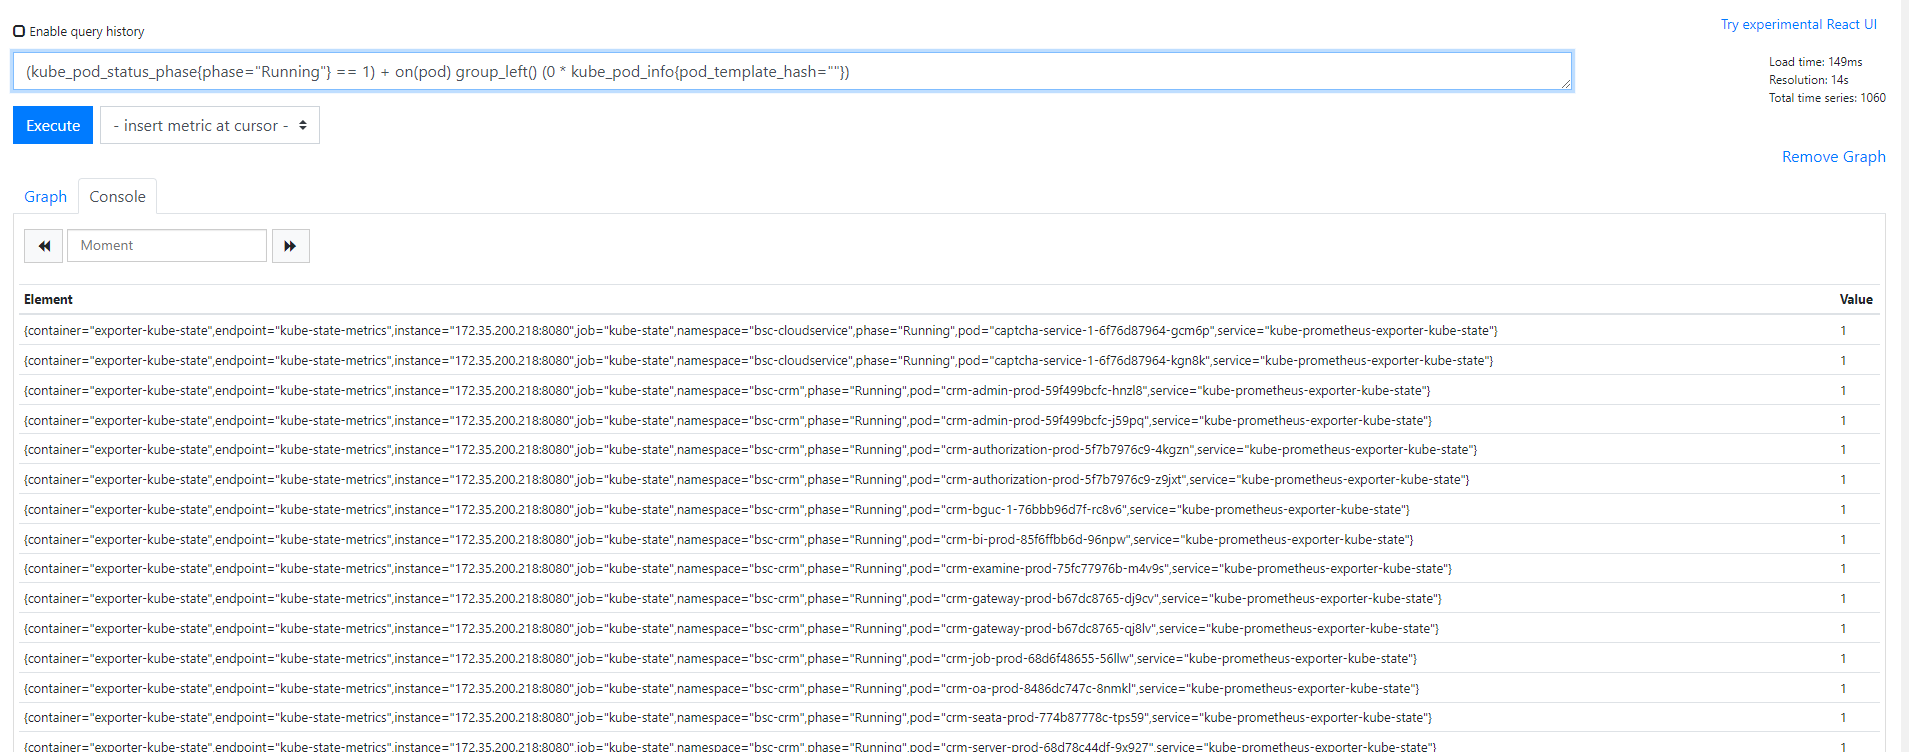 Enable query history
Try experimental React UI
(kube_pod_status_phase{phase="Running"} == 1) + on(pod) group_left() (0 * kube_pod_info{pod_template_hash=""})
Load time: 149ms
Resolution: 14s
Total time series: 1060
Execute
- insert metric at cursor -
Remove Graph
Graph
Console
Moment
Element Value
{container="exporter-kube-state",endpoint="kube-state-metrics",instance="172.35.200.218:8080",job="kube-state",namespace="bsc-cloudservice",phase="Running",pod="captcha-service-1-6f76d87964-gcm6p",service="kube-prometheus-exporter-kube-state"} 1
{container="exporter-kube-state",endpoint="kube-state-metrics",instance="172.35.200.218:8080",job="kube-state",namespace="bsc-cloudservice",phase="Running",pod="captcha-service-1-6f76d87964-kgn8k",service="kube-prometheus-exporter-kube-state"} 1
{container="exporter-kube-state",endpoint="kube-state-metrics",instance="172.35.200.218:8080",job="kube-state",namespace="bsc-crm",phase="Running",pod="crm-admin-prod-59f499bcfc-hnzl8",service="kube-prometheus-exporter-kube-state"} 1
{container="exporter-kube-state",endpoint="kube-state-metrics",instance="172.35.200.218:8080",job="kube-state",namespace="bsc-crm",phase="Running",pod="crm-admin-prod-59f499bcfc-j59pq",service="kube-prometheus-exporter-kube-state"} 1
{container="exporter-kube-state",endpoint="kube-state-metrics",instance="172.35.200.218:8080",job="kube-state",namespace="bsc-crm",phase="Running",pod="crm-authorization-prod-5f7b7976c9-4kgzn",service="kube-prometheus-exporter-kube-state"} 1
{container="exporter-kube-state",endpoint="kube-state-metrics",instance="172.35.200.218:8080",job="kube-state",namespace="bsc-crm",phase="Running",pod="crm-authorization-prod-5f7b7976c9-z9jxt",service="kube-prometheus-exporter-kube-state"} 1
{container="exporter-kube-state",endpoint="kube-state-metrics",instance="172.35.200.218:8080",job="kube-state",namespace="bsc-crm",phase="Running",pod="crm-bguc-1-76bbb96d7f-rc8v6",service="kube-prometheus-exporter-kube-state"} 1
{container="exporter-kube-state",endpoint="kube-state-metrics",instance="172.35.200.218:8080",job="kube-state",namespace="bsc-crm",phase="Running",pod="crm-bi-prod-85f6ffbb6d-96npw",service="kube-prometheus-exporter-kube-state"} 1
{container="exporter-kube-state",endpoint="kube-state-metrics",instance="172.35.200.218:8080",job="kube-state",namespace="bsc-crm",phase="Running",pod="crm-examine-prod-75fc77976b-m4v9s",service="kube-prometheus-exporter-kube-state"} 1
{container="exporter-kube-state",endpoint="kube-state-metrics",instance="172.35.200.218:8080",job="kube-state",namespace="bsc-crm",phase="Running",pod="crm-gateway-prod-b67dc8765-dj9cv",service="kube-prometheus-exporter-kube-state"} 1
{container="exporter-kube-state",endpoint="kube-state-metrics",instance="172.35.200.218:8080",job="kube-state",namespace="bsc-crm",phase="Running",pod="crm-gateway-prod-b67dc8765-qj8lv",service="kube-prometheus-exporter-kube-state"} 1
{container="exporter-kube-state",endpoint="kube-state-metrics",instance="172.35.200.218:8080",job="kube-state",namespace="bsc-crm",phase="Running",pod="crm-job-prod-68d6f48655-56llw",service="kube-prometheus-exporter-kube-state"} 1
{container="exporter-kube-state",endpoint="kube-state-metrics",instance="172.35.200.218:8080",job="kube-state",namespace="bsc-crm",phase="Running",pod="crm-oa-prod-8486dc747c-8nmkl",service="kube-prometheus-exporter-kube-state"} 1
{container="exporter-kube-state",endpoint="kube-state-metrics",instance="172.35.200.218:8080",job="kube-state",namespace="bsc-crm",phase="Running",pod="crm-seata-prod-774b87778c-tps59",service="kube-prometheus-exporter-kube-state"} 1
{container="exporter-kube-state",endpoint="kube-state-metrics",instance="172.35.200.218:8080",job="kube-state",namespace="bsc-crm",phase="Running",pod="crm-server-prod-68d78c44df-9x927",service="kube-prometheus-exporter-kube-state"} 1